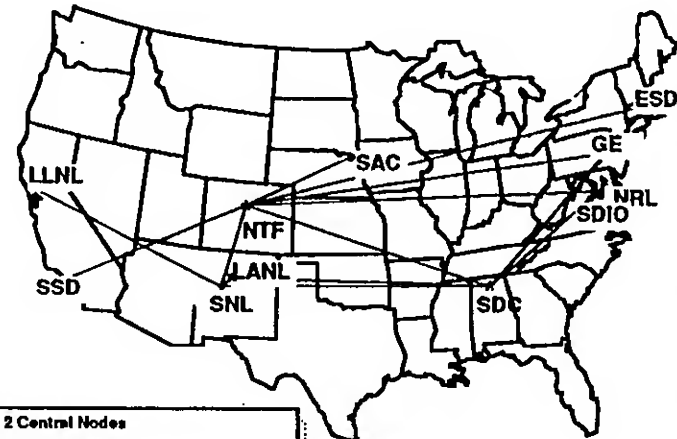 ESD
GE
SAC
LLNL
NRL
SDIO
NTF
LANL
SSD
SNL
SDC
2 Central Nodes